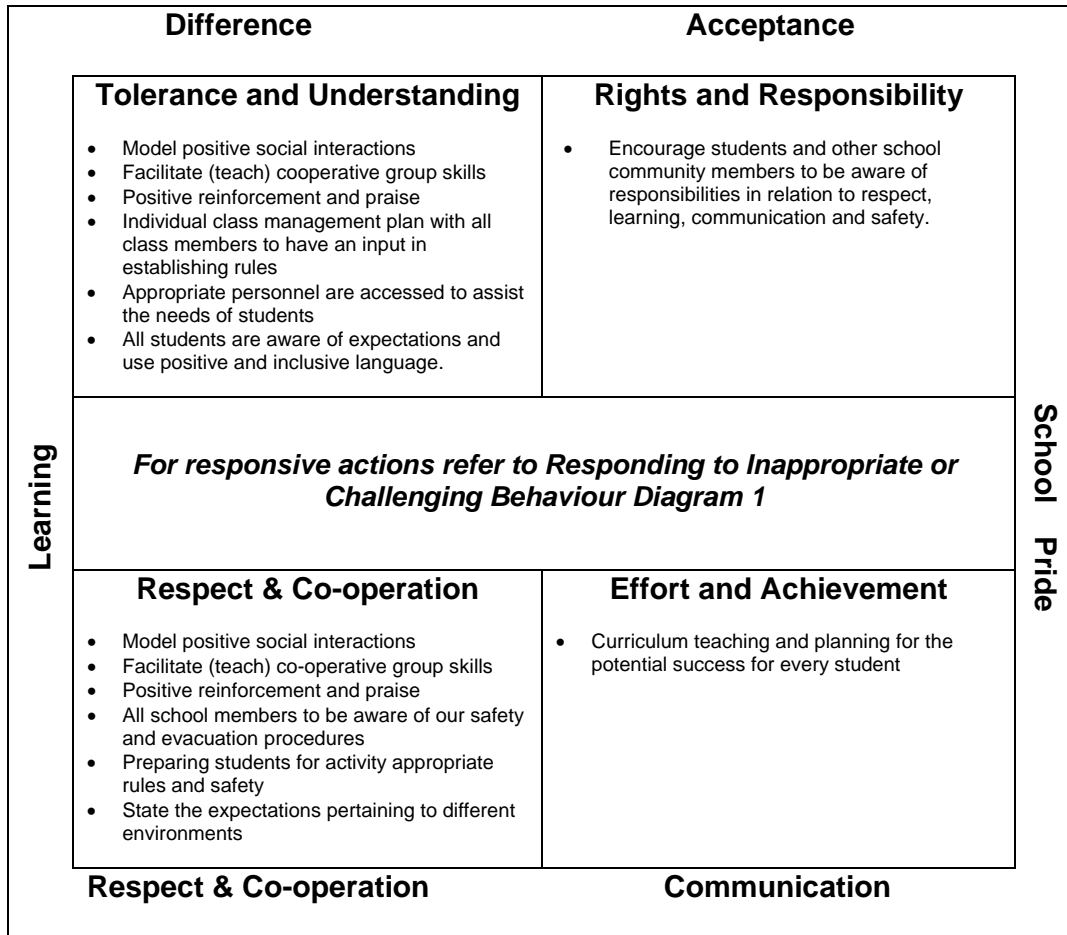 Difference
Acceptance
Tolerance and Understanding
• Model positive social interactions
• Facilitate (teach) cooperative group skills
• Positive reinforcement and praise
• Individual class management plan with all
class members to have an input in
establishing rules
• Appropriate personnel are accessed to assist
the needs of students
• All students are aware of expectations and
use positive and inclusive language.
Rights and Responsibility
• Encourage students and other school
community members to be aware of
responsibilities in relation to respect,
learning, communication and safety.
Learning
For responsive actions refer to Responding to Inappropriate or
Challenging Behaviour Diagram 1
School Pride
Respect & Co-operation
• Model positive social interactions
• Facilitate (teach) co-operative group skills
• Positive reinforcement and praise
• All school members to be aware of our safety
and evacuation procedures
• Preparing students for activity appropriate
rules and safety
• State the expectations pertaining to different
environments
Effort and Achievement
• Curriculum teaching and planning for the
potential success for every student
Respect & Co-operation
Communication